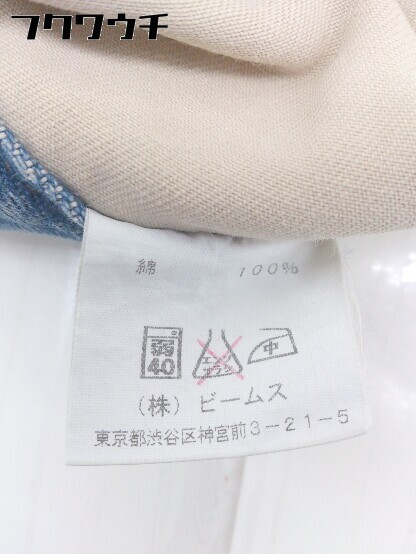 フクワウチ
綿 100%
弱 40 エンソサラシ 中
(株) ビームス
東京都渋谷区神宮前3-21-5